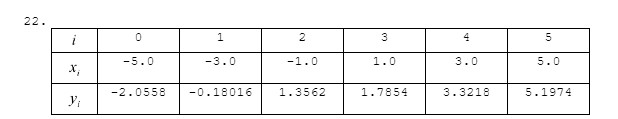 22.
i 0 1 2 3 4 5
xᵢ -5.0 -3.0 -1.0 1.0 3.0 5.0
yᵢ -2.0558 -0.18016 1.3562 1.7854 3.3218 5.1974